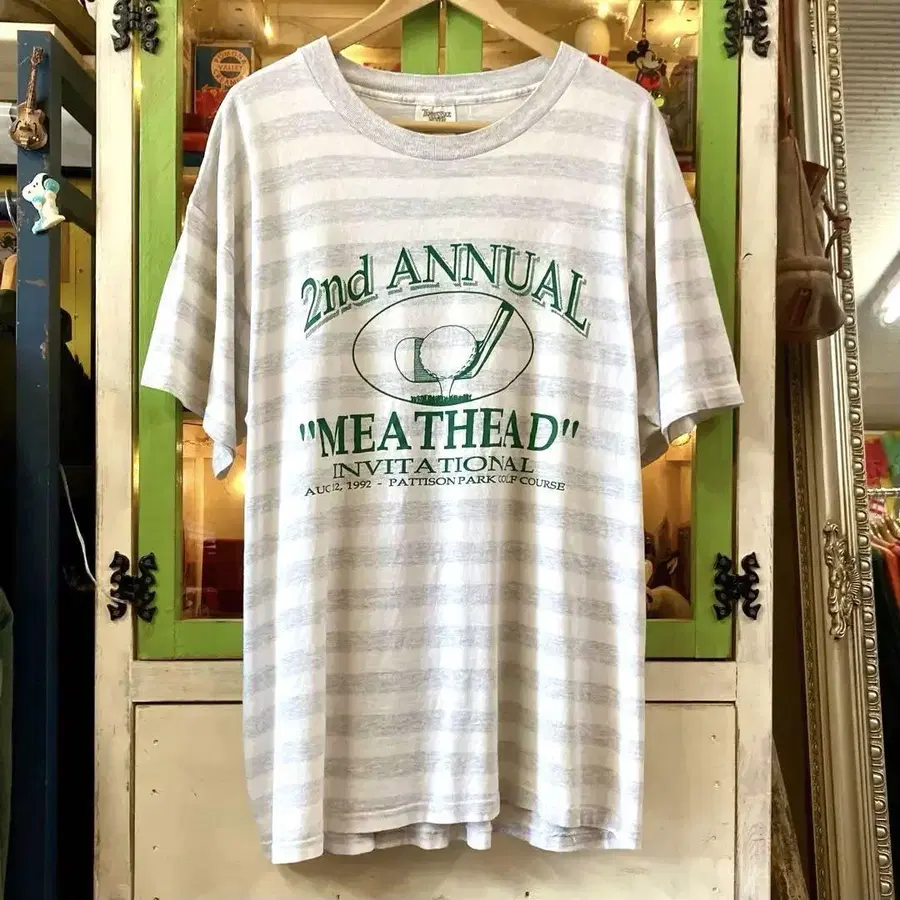 2nd ANNUAL
"MEATHEAD"
INVITATIONAL
AUG 12, 1992 - PATTISON PARK GOLF COURSE